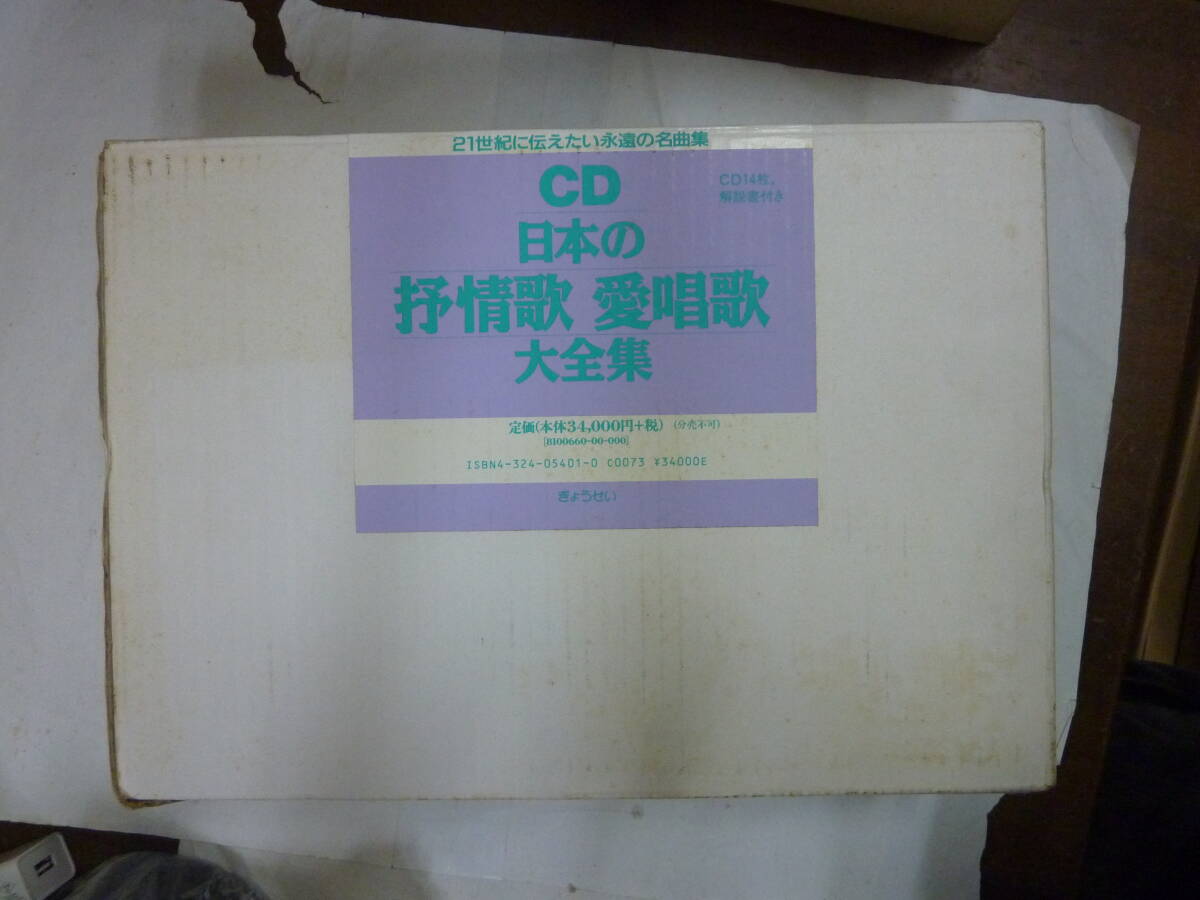 21世紀に伝えたい永遠の名曲集
CD
CD14枚、
解説書付き
日本の
抒情歌 愛唱歌
大全集
定価(本体34,000円+税) (分売不可)
[8100660-00-000]
ISBN4-324-05401-0 C0073 ¥34000E
ぎょうせい